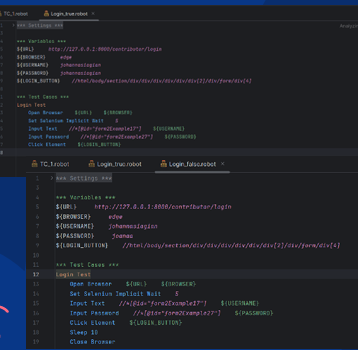 TC_1.robot Login_true.robot ×
*** Settings ***
*** Variables ***
${URL} http://127.0.0.1:8000/contributor/login
${BROWSER} edge
${USERNAME} johannesiagian
${PASSWORD} johannesiagian
${LOGIN_BUTTON} //html/body/section/div/div/div/div/div/div[2]/div/form/div[4]
*** Test Cases ***
Login Test
Open Browser ${URL} ${BROWSER}
Set Selenium Implicit Wait 5
Input Text //*[@id="form2Example17"] ${USERNAME}
Input Password //*[@id="form2Example27"] ${PASSWORD}
Click Element ${LOGIN_BUTTON}
TC_1.robot Login_true.robot Login_false.robot ×
1 *** Settings ***
2
3 *** Variables ***
4
5
6
${URL} http://127.0.0.1:8000/contributor/login
${BROWSER} edge
7 ${USERNAME} johannesiagian
8 ${PASSWORD} joanes
9 ${LOGIN_BUTTON} //html/body/section/div/div/div/div/div/div[2]/div/form/div[4]
10
11 *** Test Cases ***
12 Login Test
13 Open Browser ${URL} ${BROWSER}
14 Set Selenium Implicit Wait 5
15 Input Text //*[@id="form2Example17"] ${USERNAME}
16 Input Password //*[@id="form2Example27"] ${PASSWORD}
17 Click Element ${LOGIN_BUTTON}
18 Sleep 10
19 Close Browser